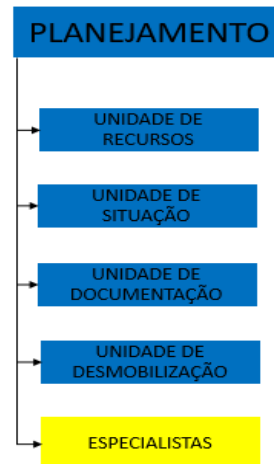 PLANEJAMENTO
UNIDADE DE
RECURSOS
UNIDADE DE
SITUAÇÃO
UNIDADE DE
DOCUMENTAÇÃO
UNIDADE DE
DESMOBILIZAÇÃO
ESPECIALISTAS